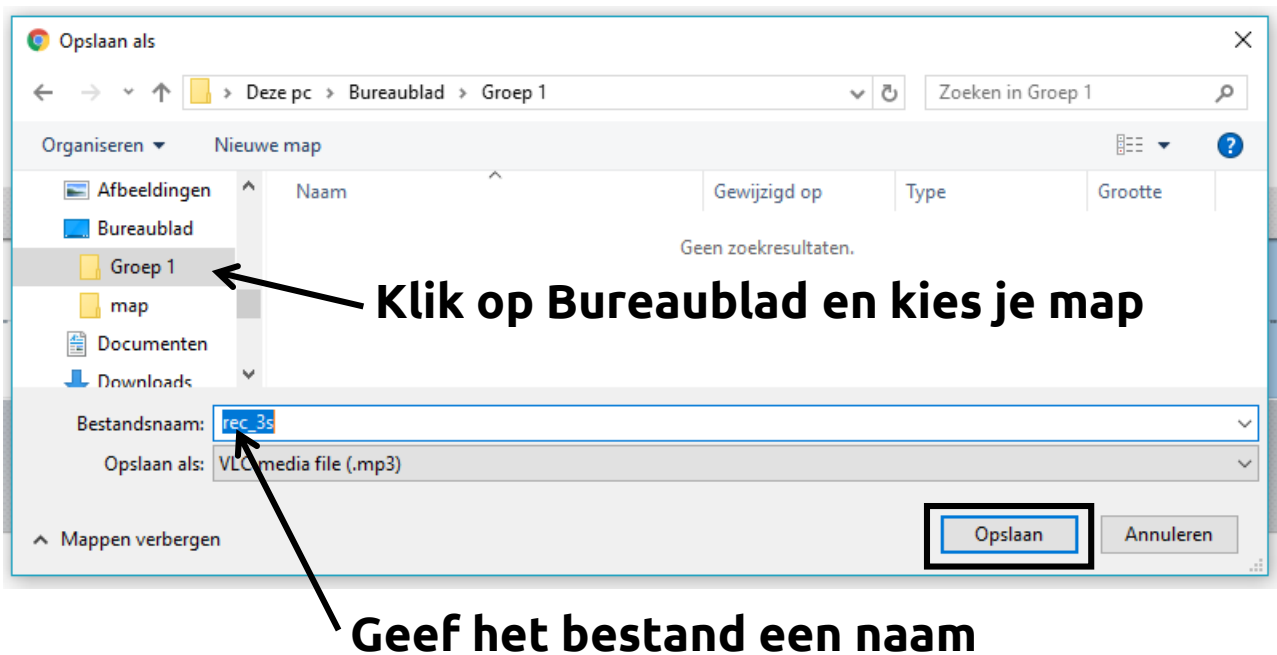 Opslaan als
Deze pc > Bureaublad > Groep 1
Zoeken in Groep 1
Organiseren
Nieuwe map
?
Afbeeldingen
Bureaublad
Groep 1
map
Documenten
Downloads
Naam
Gewijzigd op
Type
Grootte
Geen zoekresultaten.
Klik op Bureaublad en kies je map
Bestandsnaam: rec_3s
Opslaan als: VLC media file (.mp3)
Mappen verbergen
Opslaan
Annuleren
Geef het bestand een naam